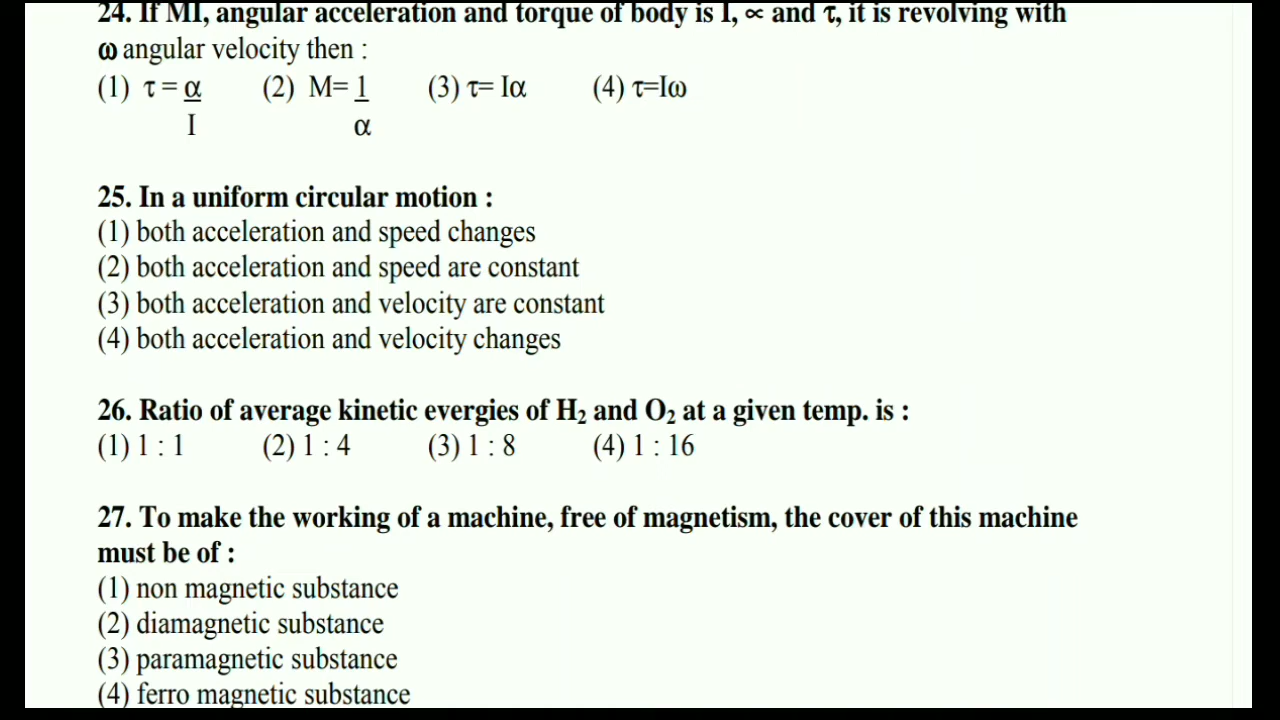 24. If MI, angular acceleration and torque of body is I, ∝ and τ, it is revolving with
ω angular velocity then :
(1) τ = α/I (2) M= 1/α (3) τ= Iα (4) τ=Iω
25. In a uniform circular motion :
(1) both acceleration and speed changes
(2) both acceleration and speed are constant
(3) both acceleration and velocity are constant
(4) both acceleration and velocity changes
26. Ratio of average kinetic evergies of H₂ and O₂ at a given temp. is :
(1) 1 : 1 (2) 1 : 4 (3) 1 : 8 (4) 1 : 16
27. To make the working of a machine, free of magnetism, the cover of this machine
must be of :
(1) non magnetic substance
(2) diamagnetic substance
(3) paramagnetic substance
(4) ferro magnetic substance